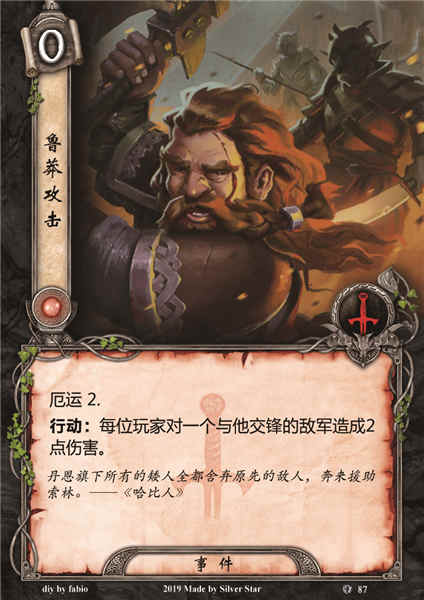 0
鲁莽攻击
厄运 2.
行动：每位玩家对一个与他交锋的敌军造成2
点伤害。
丹恩旗下所有的矮人全都舍弃原先的敌人，奔来援助
索林。——《哈比人》
事件
diy by fabio
2019 Made by Silver Star
87